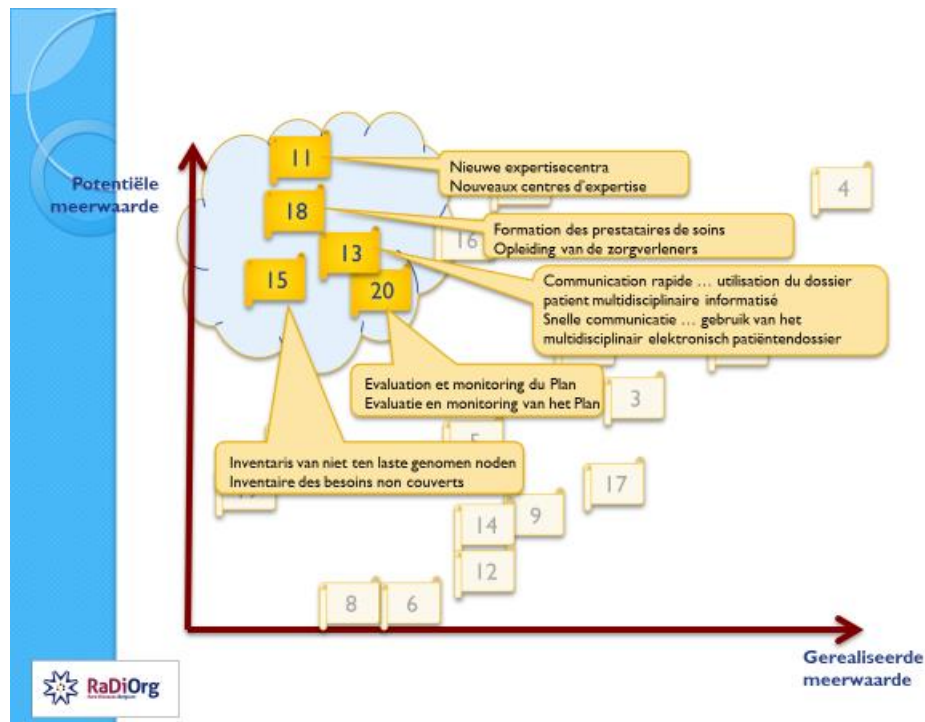 Potentiële
meerwaarde
11
Nieuwe expertisecentra
Nouveaux centres d'expertise
4
18
Formation des prestataires de soins
Opleiding van de zorgverleners
16
13
15
20
Communication rapide ... utilisation du dossier
patient multidisciplinaire informatisé
Snelle communicatie ... gebruik van het
multidisciplinair elektronisch patiëntendossier
Evaluation et monitoring du Plan
Evaluatie en monitoring van het Plan
3
5
Inventaris van niet ten laste genomen noden
Inventaire des besoins non couverts
17
14
9
12
8
6
Gerealiseerde
meerwaarde
RaDiOrg